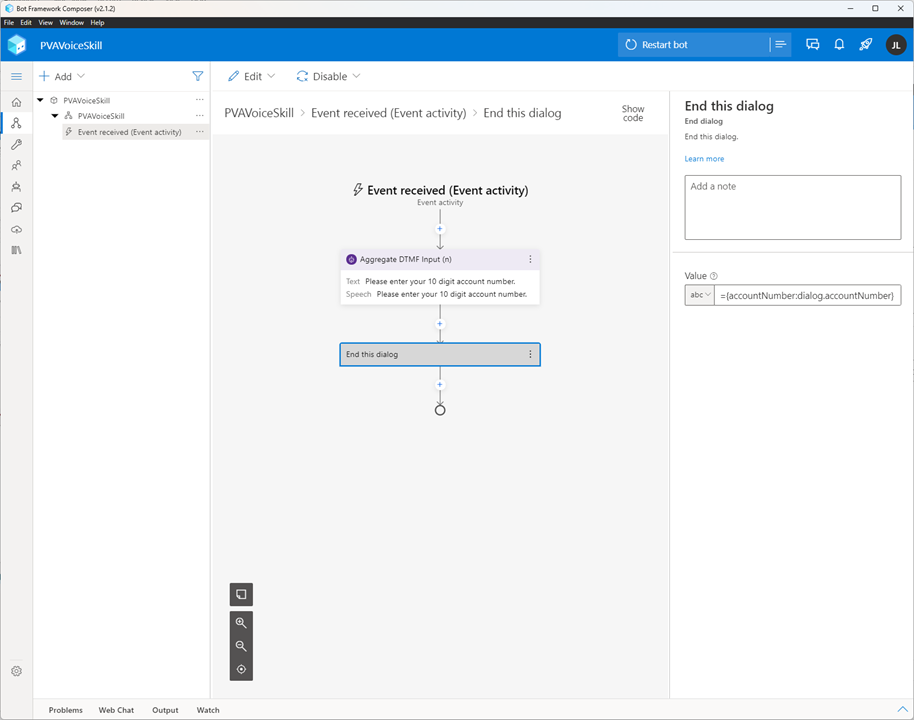 Bot Framework Composer (v2.1.2)
File Edit View Window Help
PVAVoiceSkill
Restart bot
JL
Add
Edit
Disable
PVAVoiceSkill
PVAVoiceSkill
Event received (Event activity)
PVAVoiceSkill > Event received (Event activity) > End this dialog
Show
code
Event received (Event activity)
Event activity
Aggregate DTMF Input (n)
Text Please enter your 10 digit account number.
Speech Please enter your 10 digit account number.
End this dialog
End this dialog
End dialog
End this dialog.
Learn more
Add a note
Value
abc ={accountNumber:dialog.accountNumber}
Problems Web Chat Output Watch